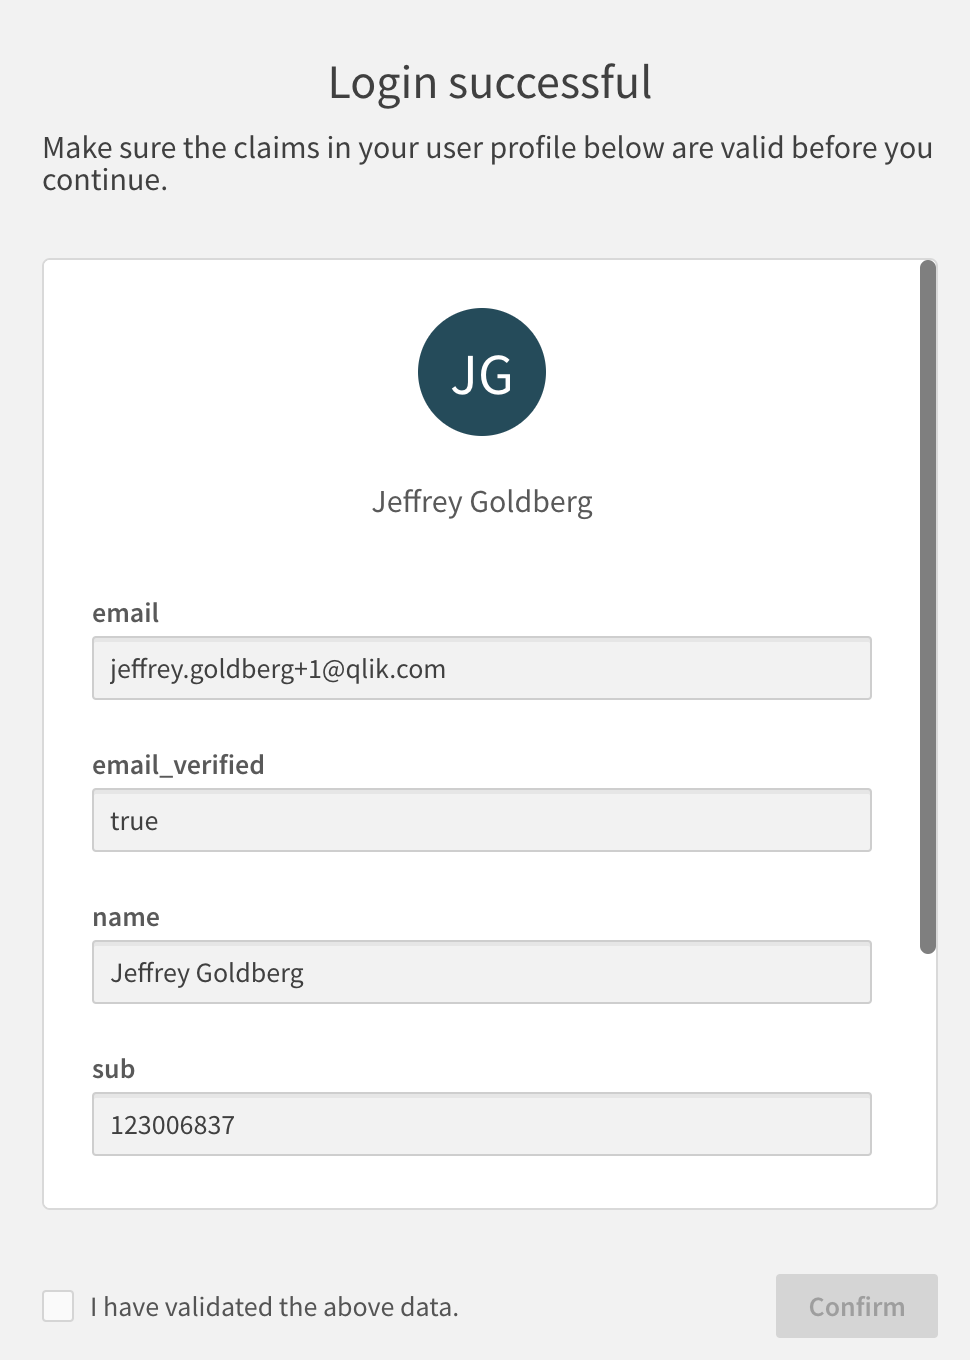 Login successful
Make sure the claims in your user profile below are valid before you
continue.
JG
Jeffrey Goldberg
email
jeffrey.goldberg+1@qlik.com
email_verified
true
name
Jeffrey Goldberg
sub
123006837
I have validated the above data.
Confirm